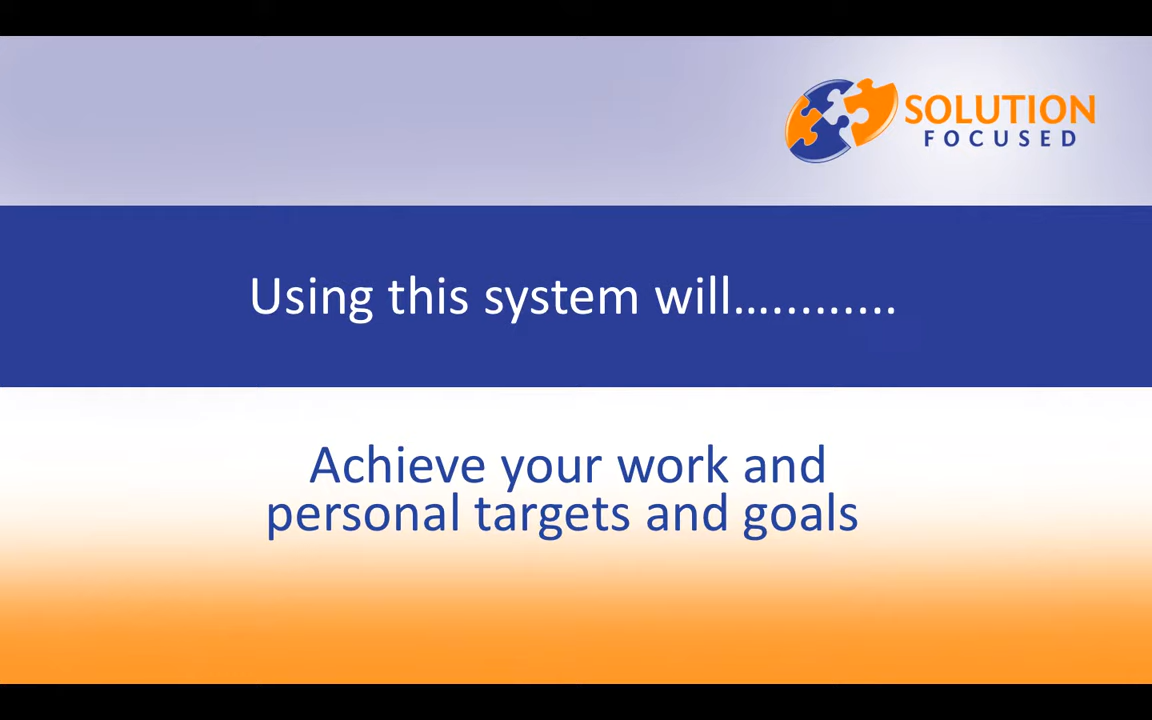 SOLUTION
FOCUSED
Using this system will…………
Achieve your work and
personal targets and goals